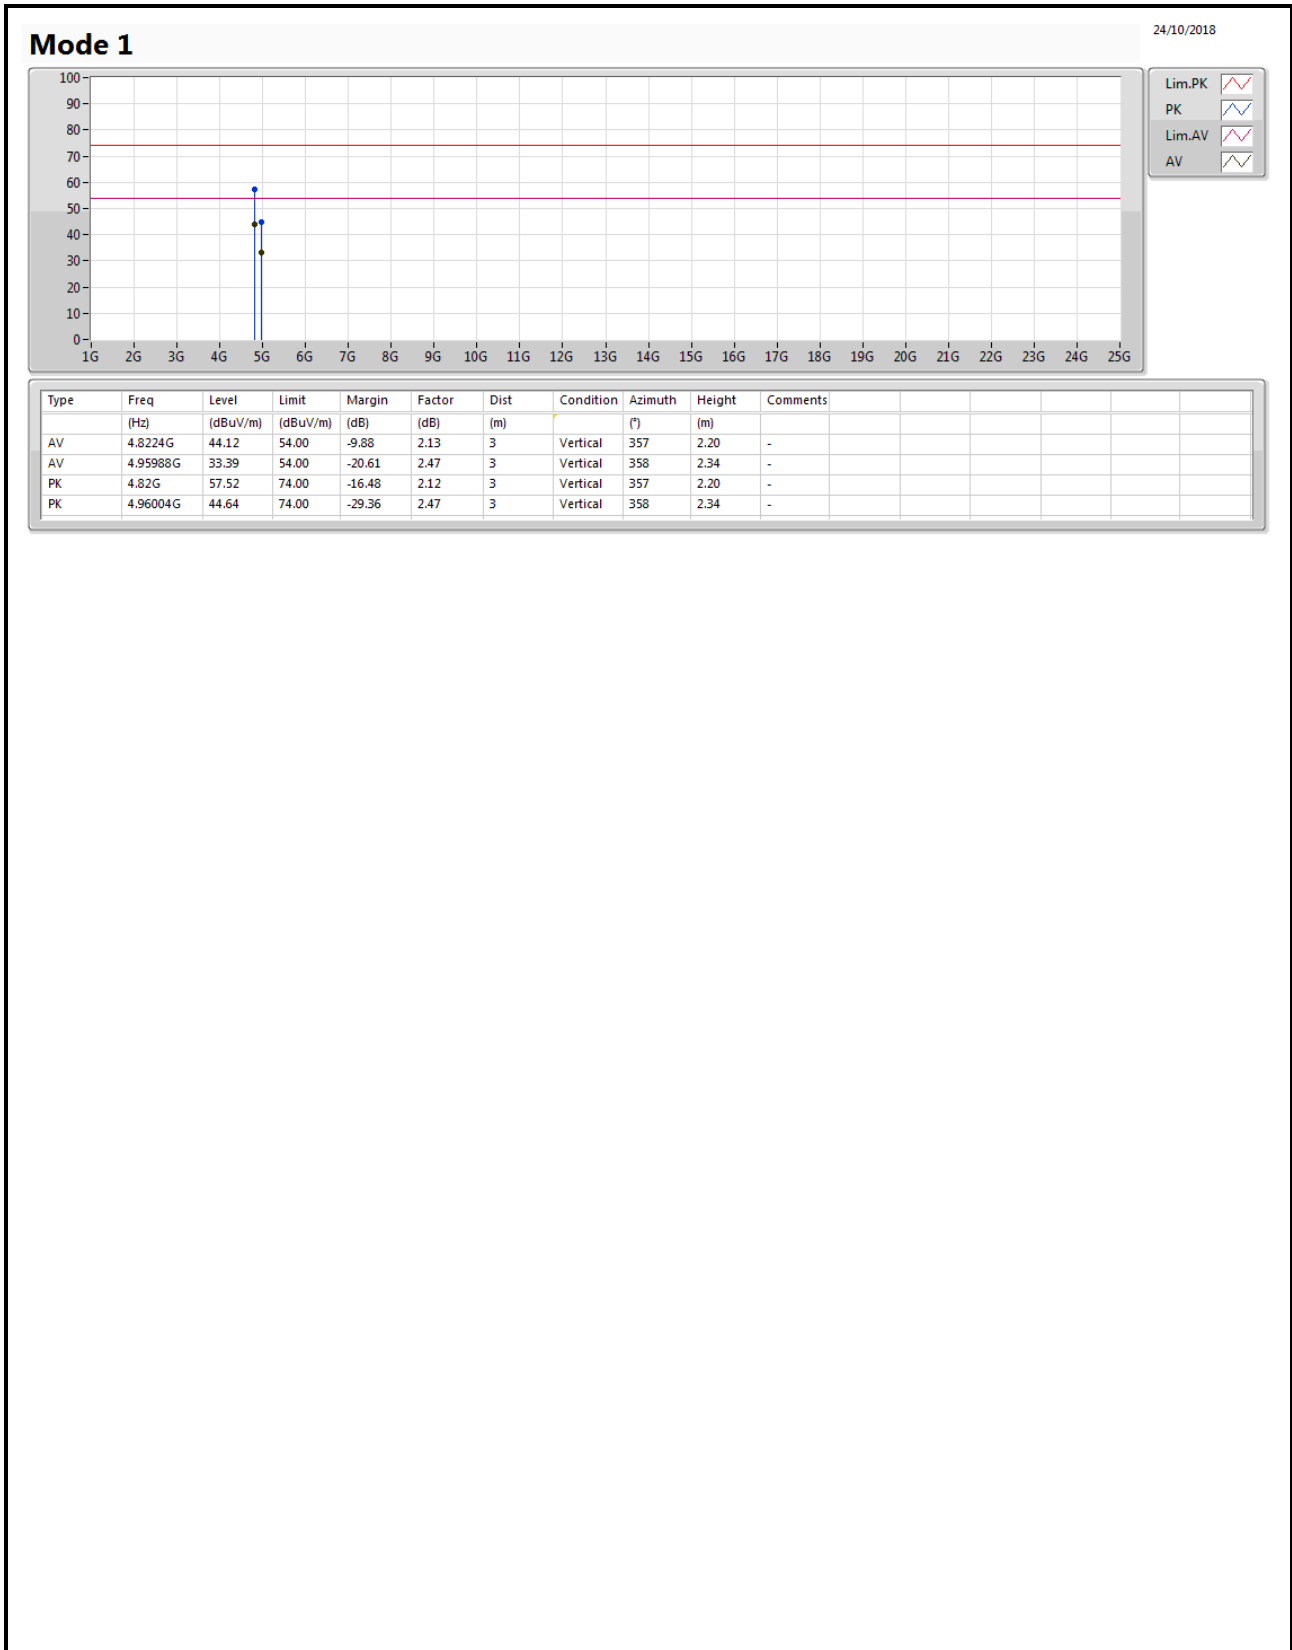 24/10/2018
Mode 1
100
90
80
70
60
50
40
30
20
10
0
1G 2G 3G 4G 5G 6G 7G 8G 9G 10G 11G 12G 13G 14G 15G 16G 17G 18G 19G 20G 21G 22G 23G 24G 25G
Lim.PK
PK
Lim.AV
AV
Type Freq Level Limit Margin Factor Dist Condition Azimuth Height Comments
(Hz) (dBuV/m) (dBuV/m) (dB) (dB) (m) (°) (m)
AV 4.8224G 44.12 54.00 -9.88 2.13 3 Vertical 357 2.20 -
AV 4.95988G 33.39 54.00 -20.61 2.47 3 Vertical 358 2.34 -
PK 4.82G 57.52 74.00 -16.48 2.12 3 Vertical 357 2.20 -
PK 4.96004G 44.64 74.00 -29.36 2.47 3 Vertical 358 2.34 -